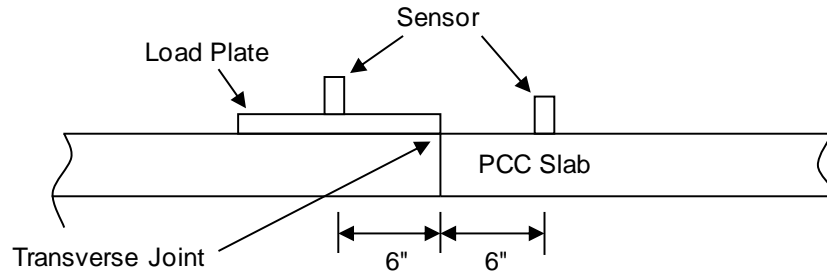 Sensor
Load Plate
PCC Slab
Transverse Joint
6"
6"